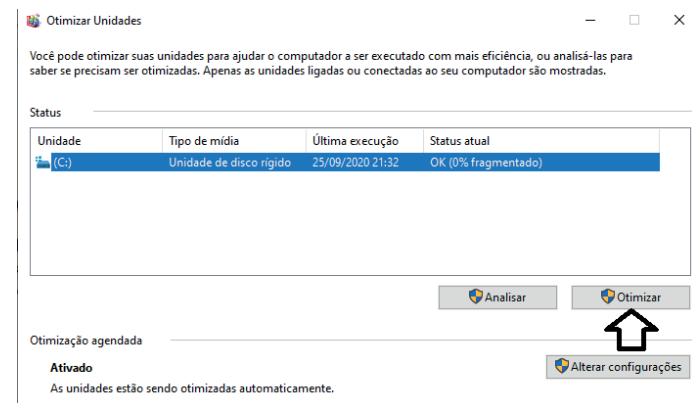 Otimizar Unidades
Você pode otimizar suas unidades para ajudar o computador a ser executado com mais eficiência, ou analisá-las para
saber se precisam ser otimizadas. Apenas as unidades ligadas ou conectadas ao seu computador são mostradas.
Status
Unidade Tipo de mídia Última execução Status atual
(C:) Unidade de disco rígido 25/09/2020 21:32 OK (0% fragmentado)
Analisar Otimizar
Otimização agendada
Ativado Alterar configurações
As unidades estão sendo otimizadas automaticamente.